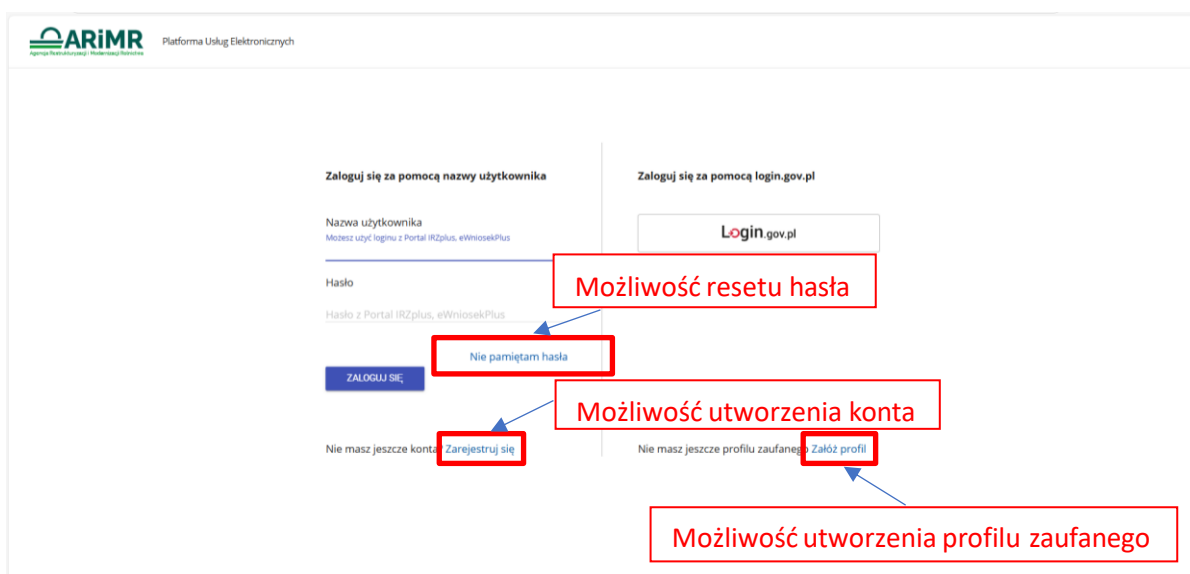 ARiMR
Agencja Restrukturyzacji i Modernizacji Rolnictwa
Platforma Usług Elektronicznych
Zaloguj się za pomocą nazwy użytkownika
Nazwa użytkownika
Możesz użyć loginu z Portal IRZplus, eWniosekPlus
Hasło
Hasło z Portal IRZplus, eWniosekPlus
Nie pamiętam hasła
ZALOGUJ SIĘ
Nie masz jeszcze konta? Zarejestruj się
Zaloguj się za pomocą login.gov.pl
Login.gov.pl
Możliwość resetu hasła
Możliwość utworzenia konta
Nie masz jeszcze profilu zaufanego Załóż profil
Możliwość utworzenia profilu zaufanego